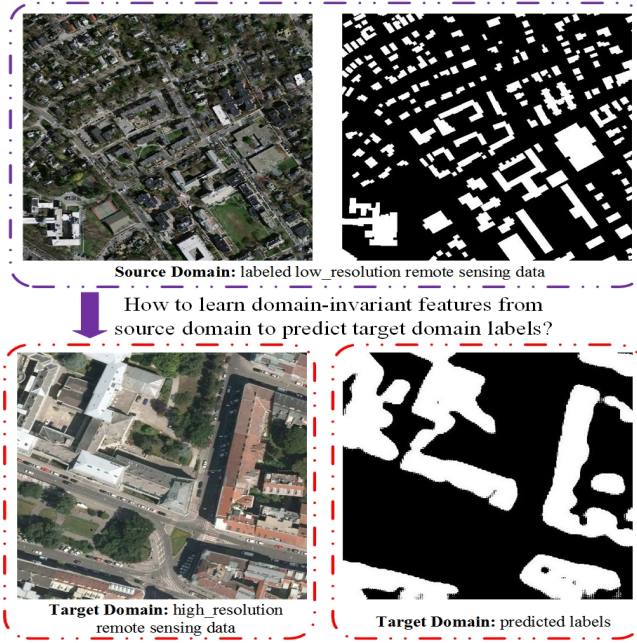 Source Domain: labeled low_resolution remote sensing data
How to learn domain-invariant features from
source domain to predict target domain labels?
Target Domain: high_resolution
remote sensing data
Target Domain: predicted labels